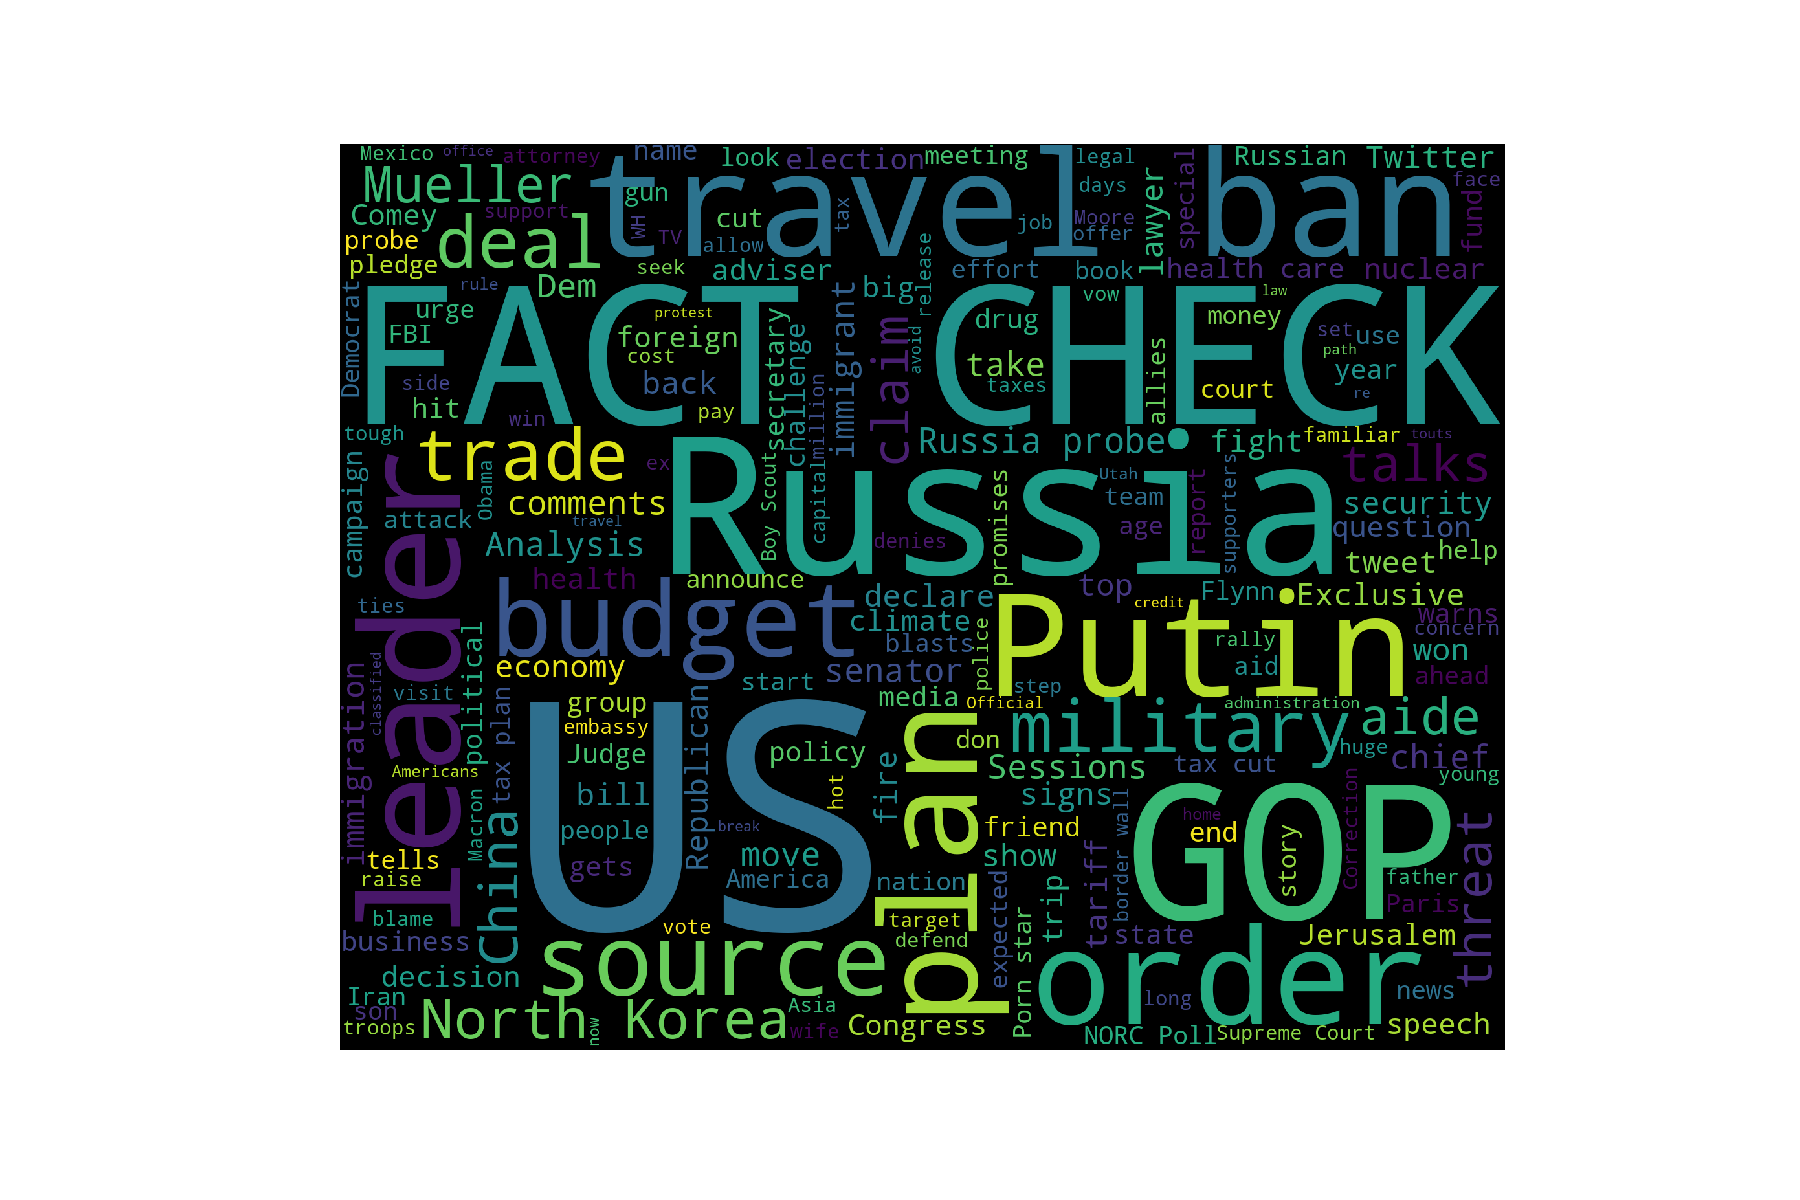 Mexico
office
attorney
name
look
election
meeting
legal
Russian
Twitter
Mueller
travel ban
gun
days
special
face
Comey
support
cut
WH
TV
tax
job
Moore
lawyer
fund
probe
deal
allow
offer
pledge
seek
adviser
effort
book
health care
nuclear
rule
Dem
big
release
vow
law
Democrat
urge
protest
FACT CHECK
immigrant
claim
drug
money
set
use
FBI
foreign
secretary
challenge
avoid
take
allies
path
year
side
cost
back
taxes
court
re
hit
win
pay
million
tough
trade
Russia probe
fight
familiar
touts
leader
ex
Russia
Utah
talks
campaign
Obama
comments
Boy Scout
capital
promises
team
report
supporters
security
attack
travel
age
question
Analysis
denies
tweet
help
health
announce
top
Flynn
Exclusive
ties
budget
declare
Putin
credit
warns
climate
concern
political
blasts
police
rally
won
immigration
classified
economy
senator
aid
ahead
visit
tax plan
start
step
group
Republican
media
Official
administration
military
aide
embassy
US
plan
don
huge
Judge
policy
Sessions
tax cut
chief
Americans
hot
fire
young
bill
signs
GOP
Macron
China
people
break
friend
border wall
home
end
Correction
threat
tells
gets
move
show
story
raise
America
nation
tariff
father
expected
trip
Paris
blame
target
vote
Porn star
state
Jerusalem
business
source
defend
order
decision
Iran
long
news
son
Asia
troops
North Korea
now
wife
Congress
NORC Poll
Supreme Court
speech